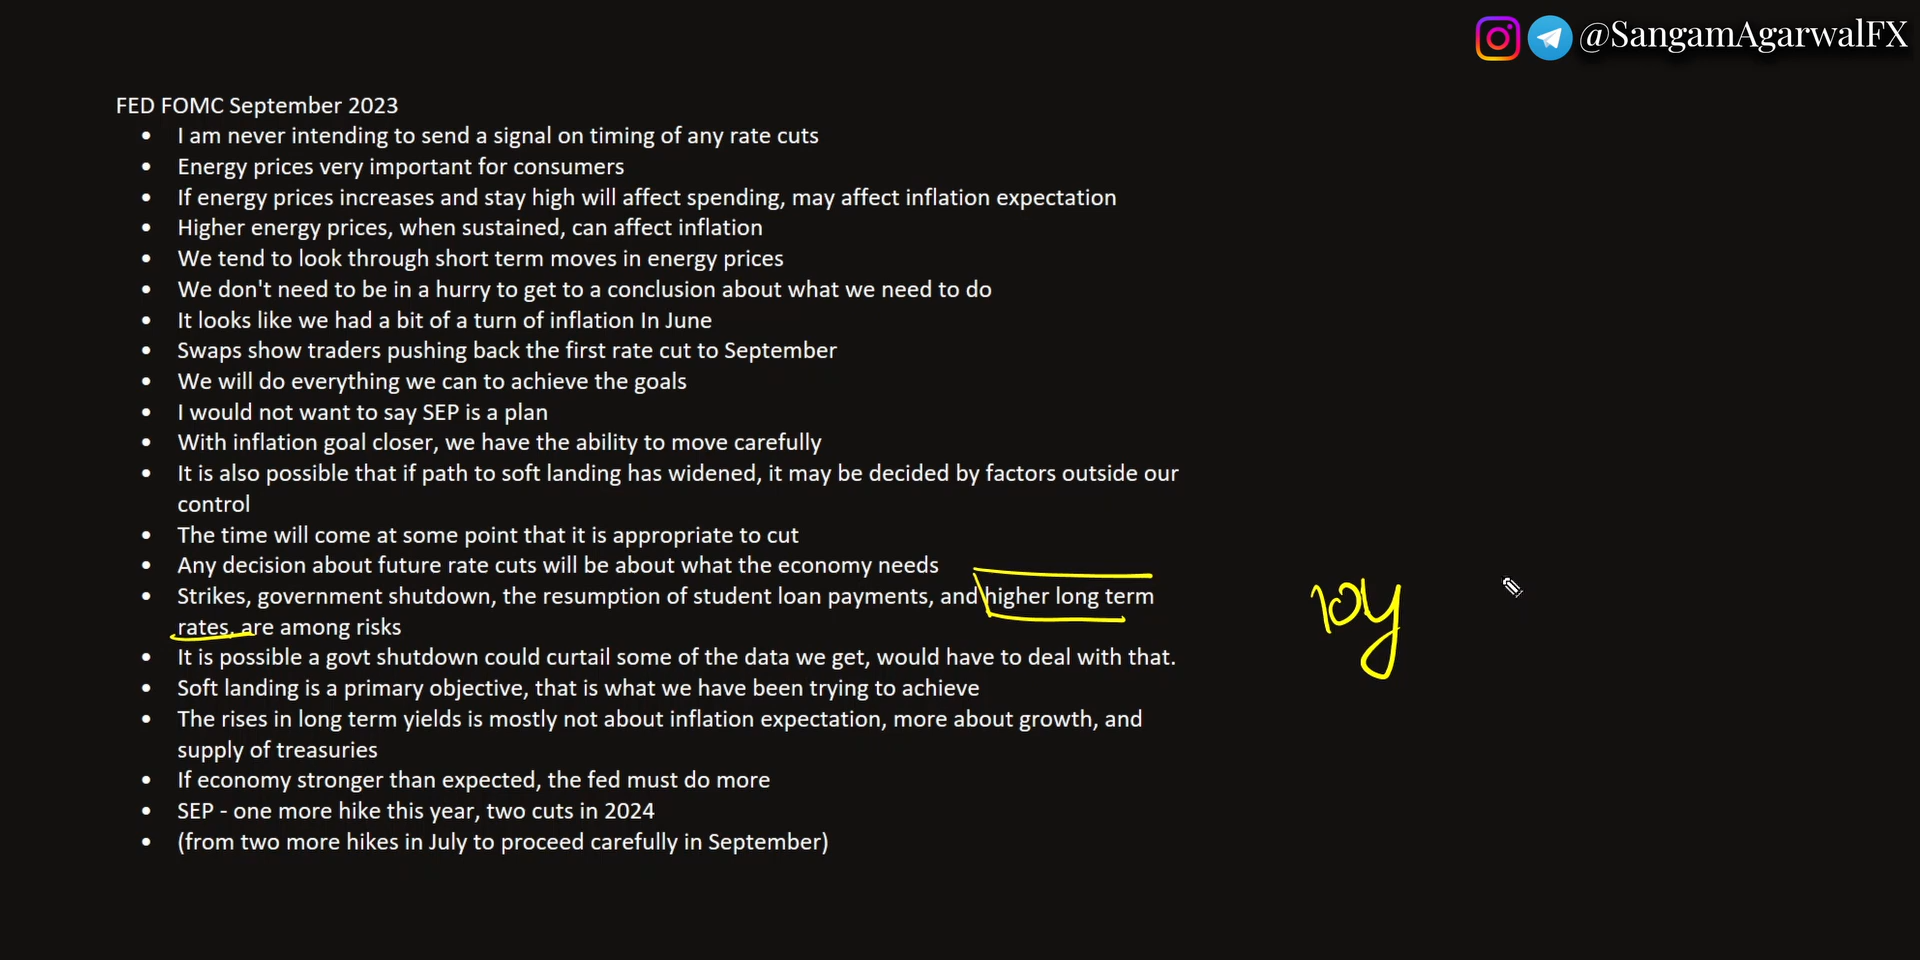 @SangamAgarwalFX
FED FOMC September 2023
• I am never intending to send a signal on timing of any rate cuts
• Energy prices very important for consumers
• If energy prices increases and stay high will affect spending, may affect inflation expectation
• Higher energy prices, when sustained, can affect inflation
• We tend to look through short term moves in energy prices
• We don't need to be in a hurry to get to a conclusion about what we need to do
• It looks like we had a bit of a turn of inflation In June
• Swaps show traders pushing back the first rate cut to September
• We will do everything we can to achieve the goals
• I would not want to say SEP is a plan
• With inflation goal closer, we have the ability to move carefully
• It is also possible that if path to soft landing has widened, it may be decided by factors outside our
control
• The time will come at some point that it is appropriate to cut
• Any decision about future rate cuts will be about what the economy needs
• Strikes, government shutdown, the resumption of student loan payments, and higher long term
rates, are among risks
10y
• It is possible a govt shutdown could curtail some of the data we get, would have to deal with that.
• Soft landing is a primary objective, that is what we have been trying to achieve
• The rises in long term yields is mostly not about inflation expectation, more about growth, and
supply of treasuries
• If economy stronger than expected, the fed must do more
• SEP - one more hike this year, two cuts in 2024
• (from two more hikes in July to proceed carefully in September)